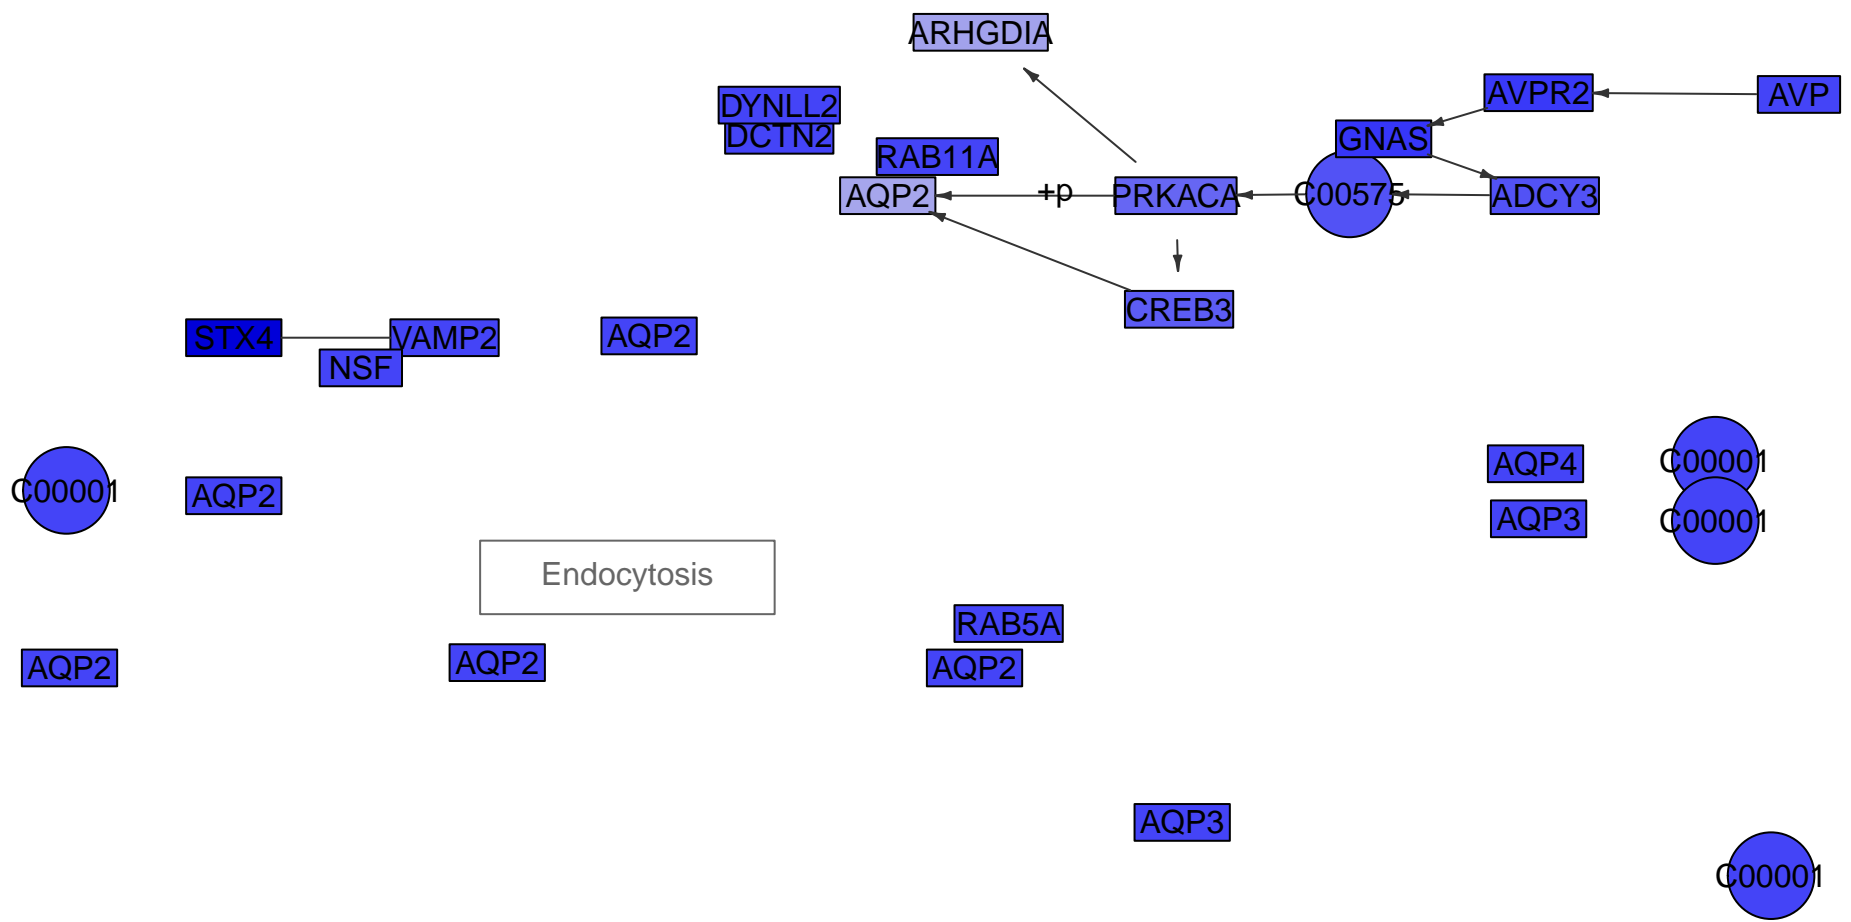 ARHGDIA
DYNLL2
AVPR2
AVP
DCTN2
GNAS
RAB11A
AQP2
+p
PRKACA
C00575
ADCY3
CREB3
STX4
VAMP2
AQP2
NSF
AQP4
C00001
C00001
AQP2
AQP3
C00001
Endocytosis
RAB5A
AQP2
AQP2
AQP2
AQP3
C00001